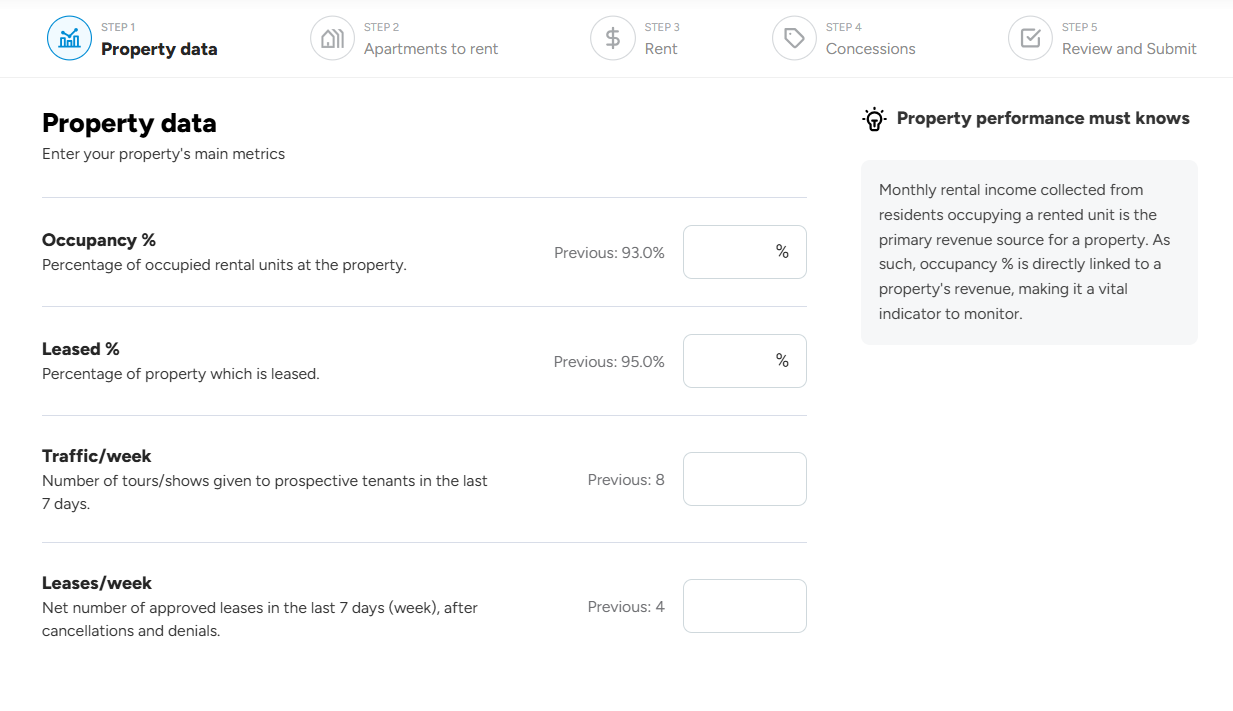 STEP 1
Property data
STEP 2
Apartments to rent
STEP 3
Rent
STEP 4
Concessions
STEP 5
Review and Submit
Property data
Enter your property's main metrics
Occupancy %
Percentage of occupied rental units at the property.
Previous: 93.0%
%
Leased %
Percentage of property which is leased.
Previous: 95.0%
%
Traffic/week
Number of tours/shows given to prospective tenants in the last
7 days.
Previous: 8
Leases/week
Net number of approved leases in the last 7 days (week), after
cancellations and denials.
Previous: 4
Property performance must knows
Monthly rental income collected from
residents occupying a rented unit is the
primary revenue source for a property. As
such, occupancy % is directly linked to a
property's revenue, making it a vital
indicator to monitor.